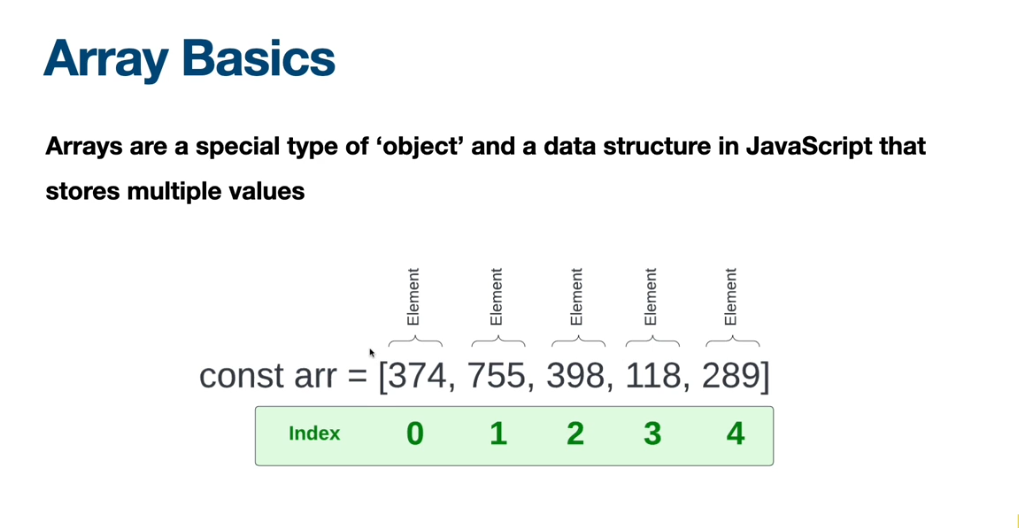 Array Basics
Arrays are a special type of ‘object’ and a data structure in JavaScript that
stores multiple values
Element Element Element Element Element
const arr = [374, 755, 398, 118, 289]
Index 0 1 2 3 4